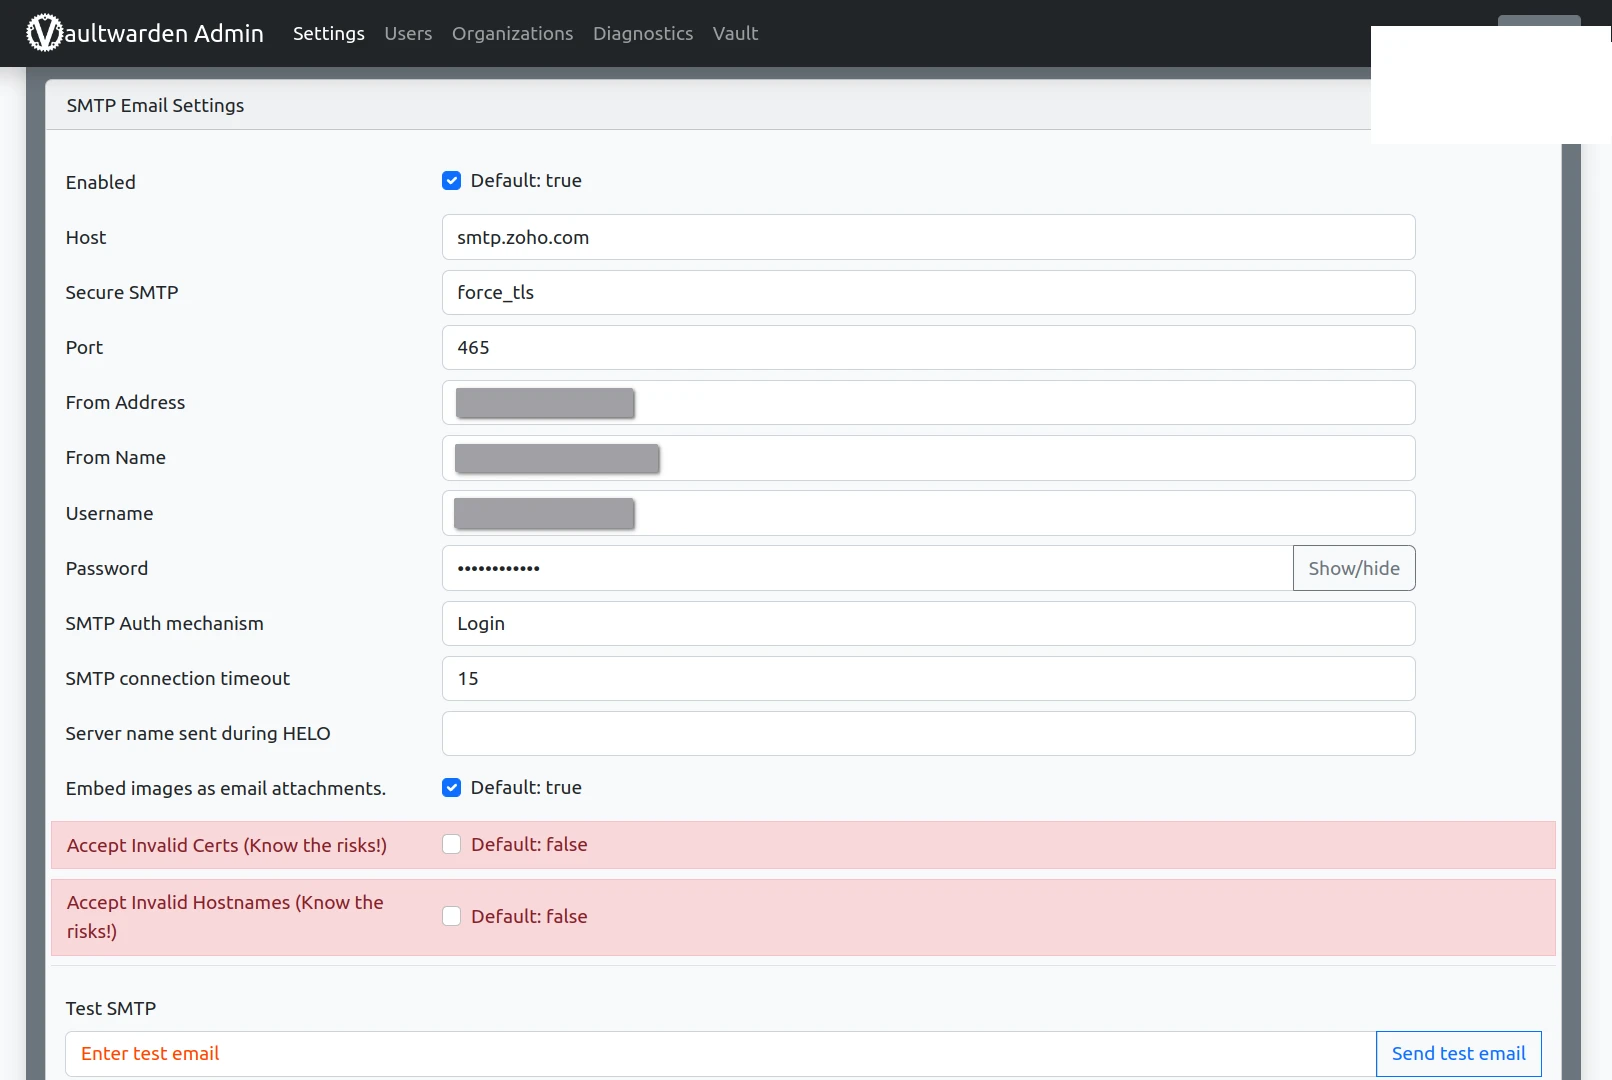 Vaultwarden Admin Settings Users Organizations Diagnostics Vault
SMTP Email Settings
Enabled Default: true
Host smtp.zoho.com
Secure SMTP force_tls
Port 465
From Address
From Name
Username
Password •••••••••••• Show/hide
SMTP Auth mechanism Login
SMTP connection timeout 15
Server name sent during HELO
Embed images as email attachments. Default: true
Accept Invalid Certs (Know the risks!) Default: false
Accept Invalid Hostnames (Know the
risks!) Default: false
Test SMTP
Enter test email Send test email